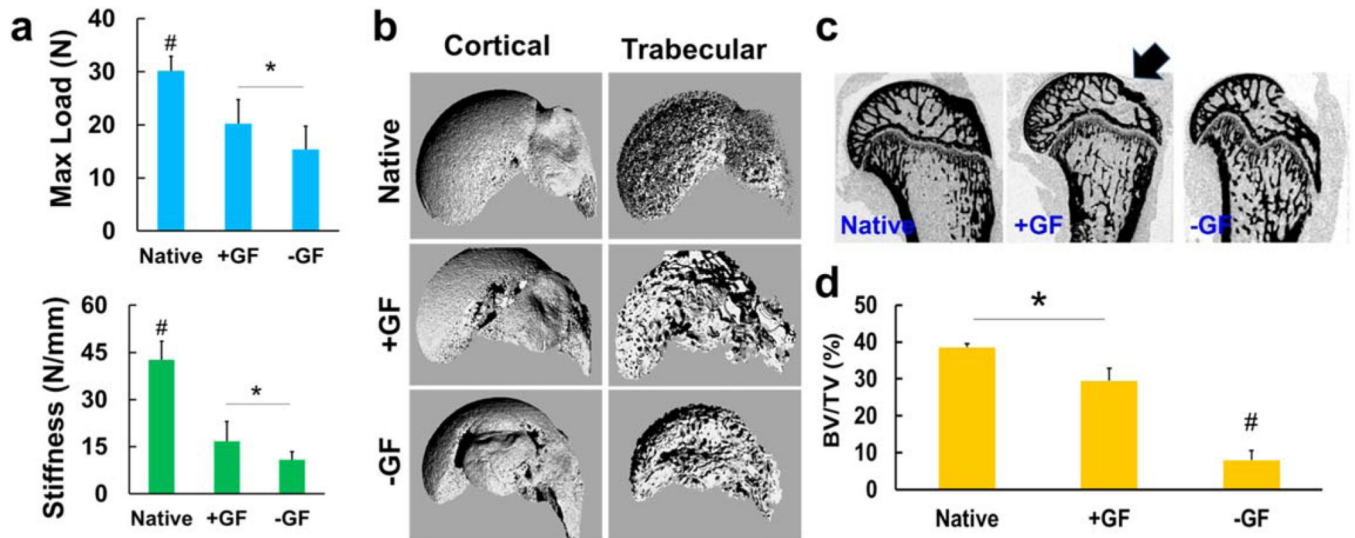 a
Max Load (N)
40
30
20
10
0
#
*
Native +GF -GF
Stiffness (N/mm)
60
45
30
15
0
#
*
Native +GF -GF
b
Cortical Trabecular
Native
+GF
-GF
c
Native +GF -GF
d
BV/TV (%)
50
40
30
20
10
0
*
#
Native +GF -GF